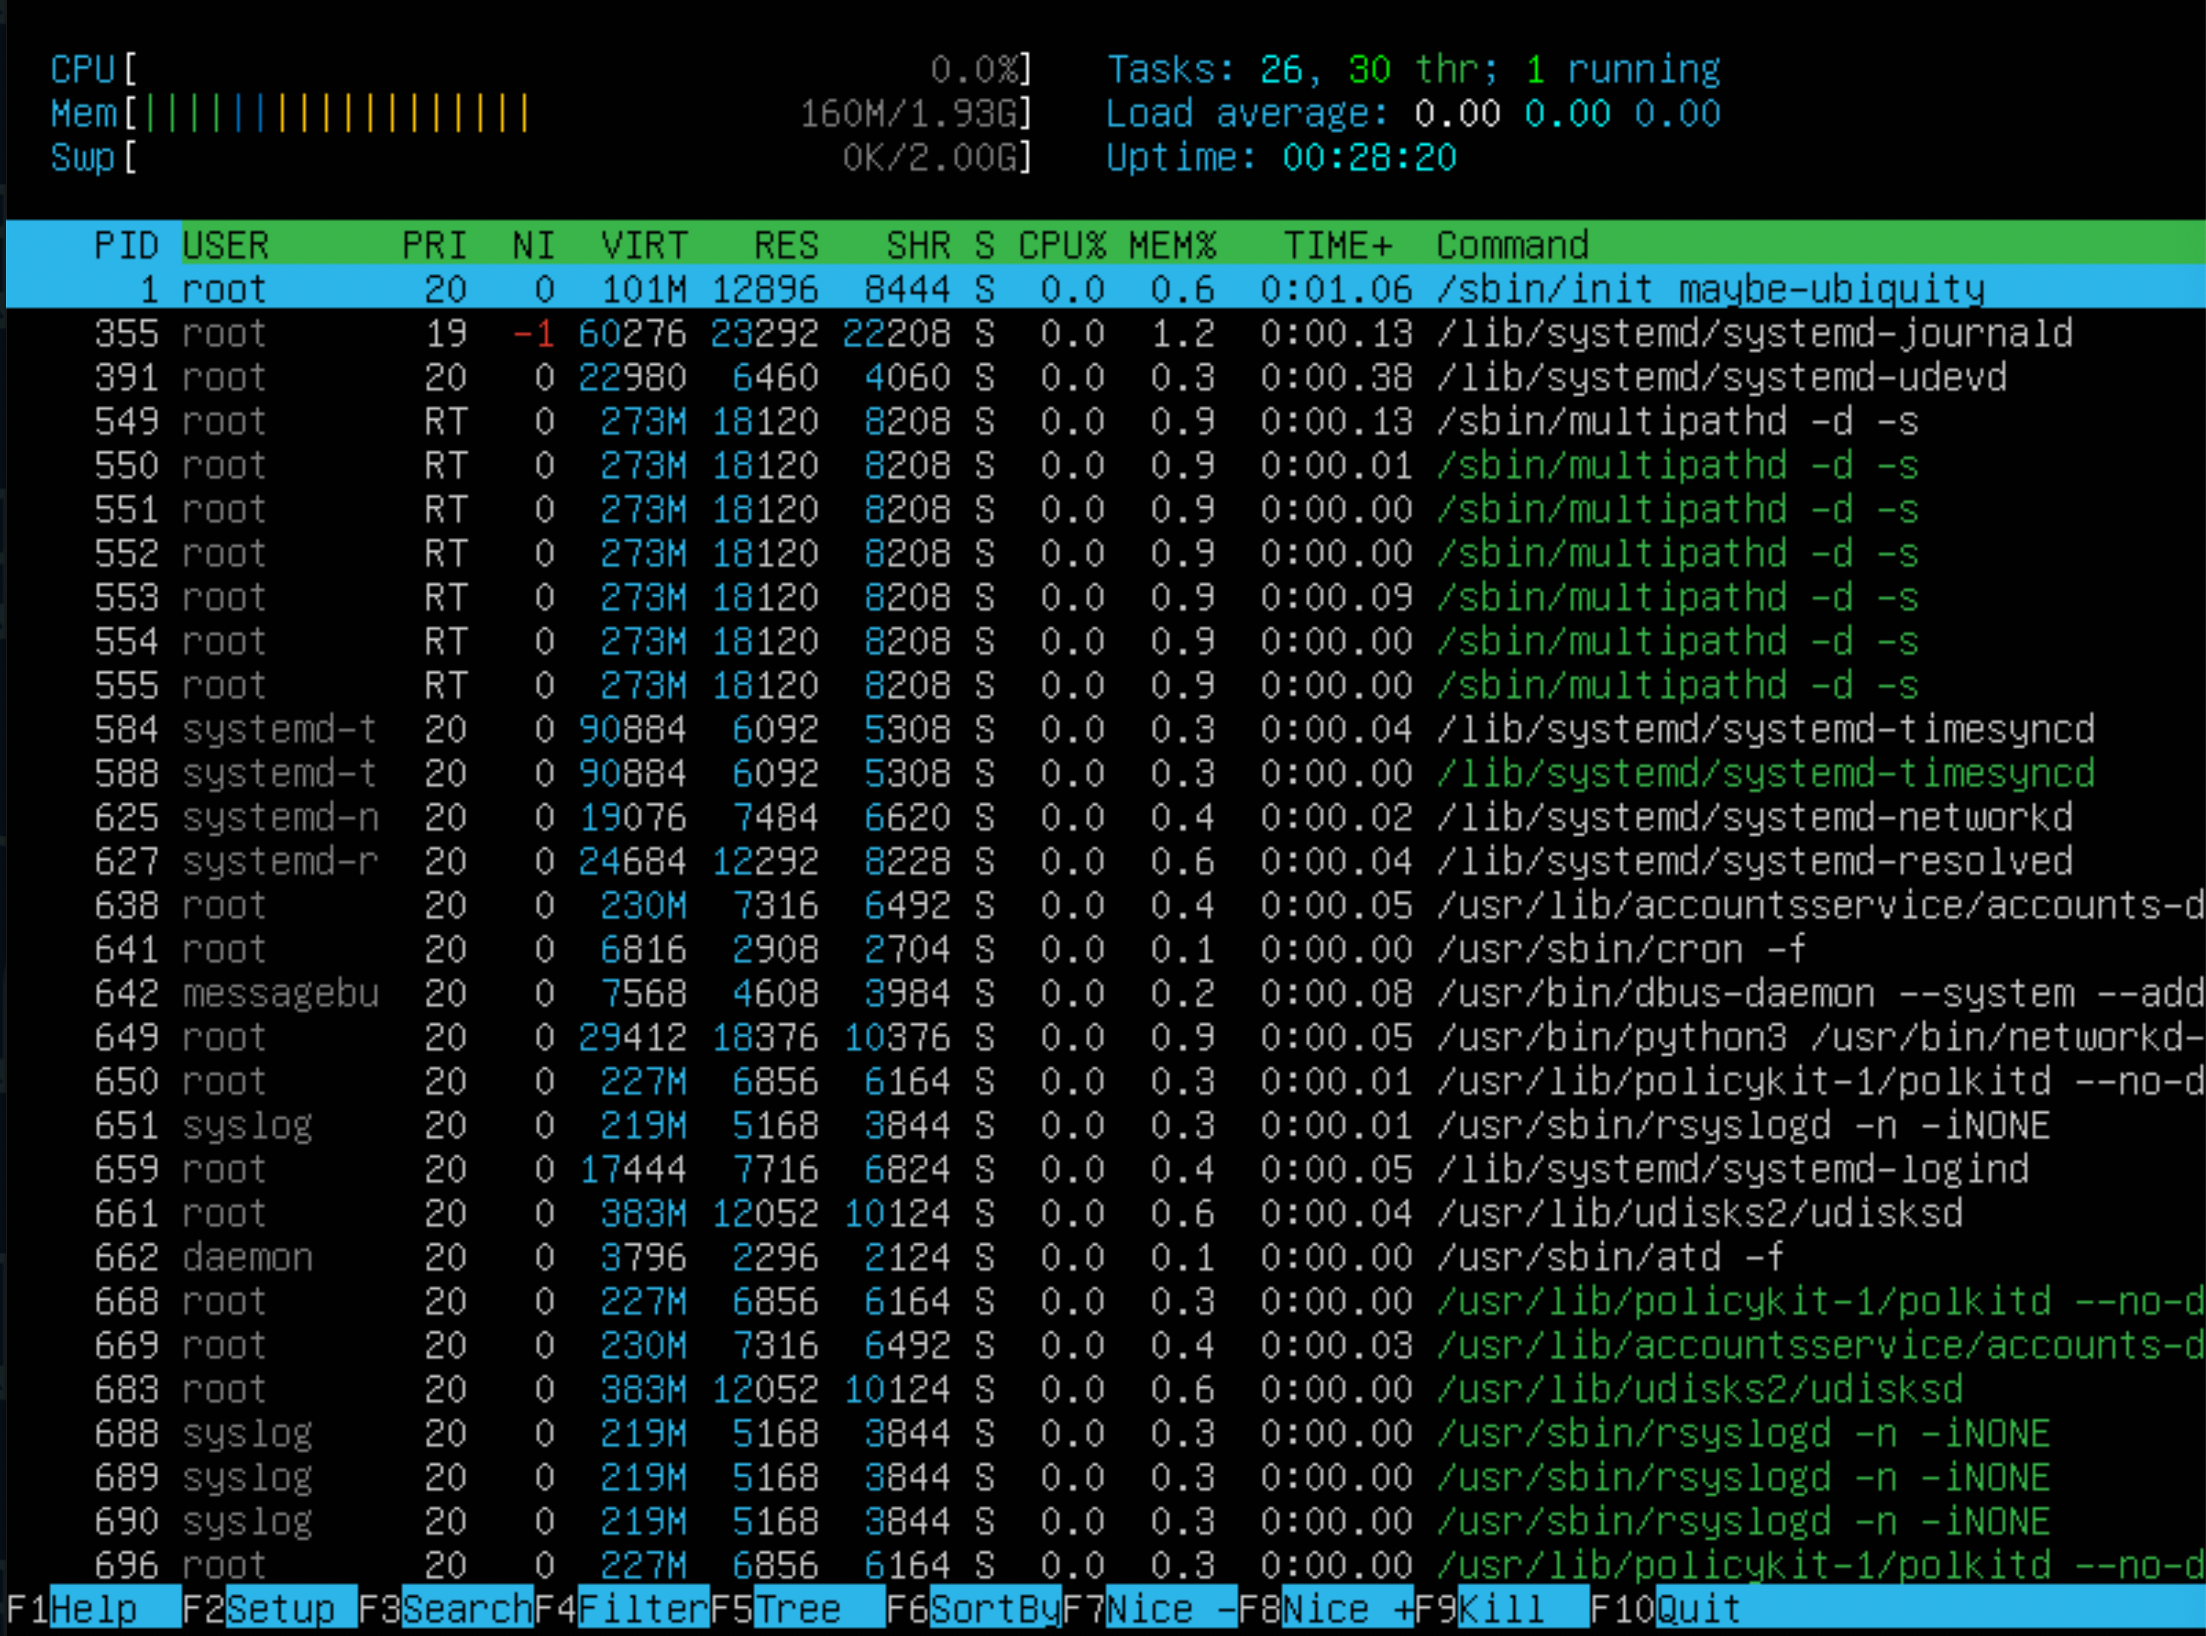 CPU[ 0.0%] Tasks: 26, 30 thr; 1 running
Mem[|||||||||||||||||| 160M/1.93G] Load average: 0.00 0.00 0.00
Swp[ 0K/2.00G] Uptime: 00:28:20
PID USER PRI NI VIRT RES SHR S CPU% MEM% TIME+ Command
1 root 20 0 101M 12896 8444 S 0.0 0.6 0:01.06 /sbin/init maybe-ubiquity
355 root 19 -1 60276 23292 22208 S 0.0 1.2 0:00.13 /lib/systemd/systemd-journald
391 root 20 0 22980 6460 4060 S 0.0 0.3 0:00.38 /lib/systemd/systemd-udevd
549 root RT 0 273M 18120 8208 S 0.0 0.9 0:00.13 /sbin/multipathd -d -s
550 root RT 0 273M 18120 8208 S 0.0 0.9 0:00.01 /sbin/multipathd -d -s
551 root RT 0 273M 18120 8208 S 0.0 0.9 0:00.00 /sbin/multipathd -d -s
552 root RT 0 273M 18120 8208 S 0.0 0.9 0:00.00 /sbin/multipathd -d -s
553 root RT 0 273M 18120 8208 S 0.0 0.9 0:00.09 /sbin/multipathd -d -s
554 root RT 0 273M 18120 8208 S 0.0 0.9 0:00.00 /sbin/multipathd -d -s
555 root RT 0 273M 18120 8208 S 0.0 0.9 0:00.00 /sbin/multipathd -d -s
584 systemd-t 20 0 90884 6092 5308 S 0.0 0.3 0:00.04 /lib/systemd/systemd-timesyncd
588 systemd-t 20 0 90884 6092 5308 S 0.0 0.3 0:00.00 /lib/systemd/systemd-timesyncd
625 systemd-n 20 0 19076 7484 6620 S 0.0 0.4 0:00.02 /lib/systemd/systemd-networkd
627 systemd-r 20 0 24684 12292 8228 S 0.0 0.6 0:00.04 /lib/systemd/systemd-resolved
638 root 20 0 230M 7316 6492 S 0.0 0.4 0:00.05 /usr/lib/accountsservice/accounts-d
641 root 20 0 6816 2908 2704 S 0.0 0.1 0:00.00 /usr/sbin/cron -f
642 messagebu 20 0 7568 4608 3984 S 0.0 0.2 0:00.08 /usr/bin/dbus-daemon --system --add
649 root 20 0 29412 18376 10376 S 0.0 0.9 0:00.05 /usr/bin/python3 /usr/bin/networkd-
650 root 20 0 227M 6856 6164 S 0.0 0.3 0:00.01 /usr/lib/policykit-1/polkitd --no-d
651 syslog 20 0 219M 5168 3844 S 0.0 0.3 0:00.01 /usr/sbin/rsyslogd -n -iNONE
659 root 20 0 17444 7716 6824 S 0.0 0.4 0:00.05 /lib/systemd/systemd-logind
661 root 20 0 383M 12052 10124 S 0.0 0.6 0:00.04 /usr/lib/udisks2/udisksd
662 daemon 20 0 3796 2296 2124 S 0.0 0.1 0:00.00 /usr/sbin/atd -f
668 root 20 0 227M 6856 6164 S 0.0 0.3 0:00.00 /usr/lib/policykit-1/polkitd --no-d
669 root 20 0 230M 7316 6492 S 0.0 0.4 0:00.03 /usr/lib/accountsservice/accounts-d
683 root 20 0 383M 12052 10124 S 0.0 0.6 0:00.00 /usr/lib/udisks2/udisksd
688 syslog 20 0 219M 5168 3844 S 0.0 0.3 0:00.00 /usr/sbin/rsyslogd -n -iNONE
689 syslog 20 0 219M 5168 3844 S 0.0 0.3 0:00.00 /usr/sbin/rsyslogd -n -iNONE
690 syslog 20 0 219M 5168 3844 S 0.0 0.3 0:00.00 /usr/sbin/rsyslogd -n -iNONE
696 root 20 0 227M 6856 6164 S 0.0 0.3 0:00.00 /usr/lib/policykit-1/polkitd --no-d
F1Help F2Setup F3SearchF4FilterF5Tree F6SortByF7Nice -F8Nice +F9Kill F10Quit